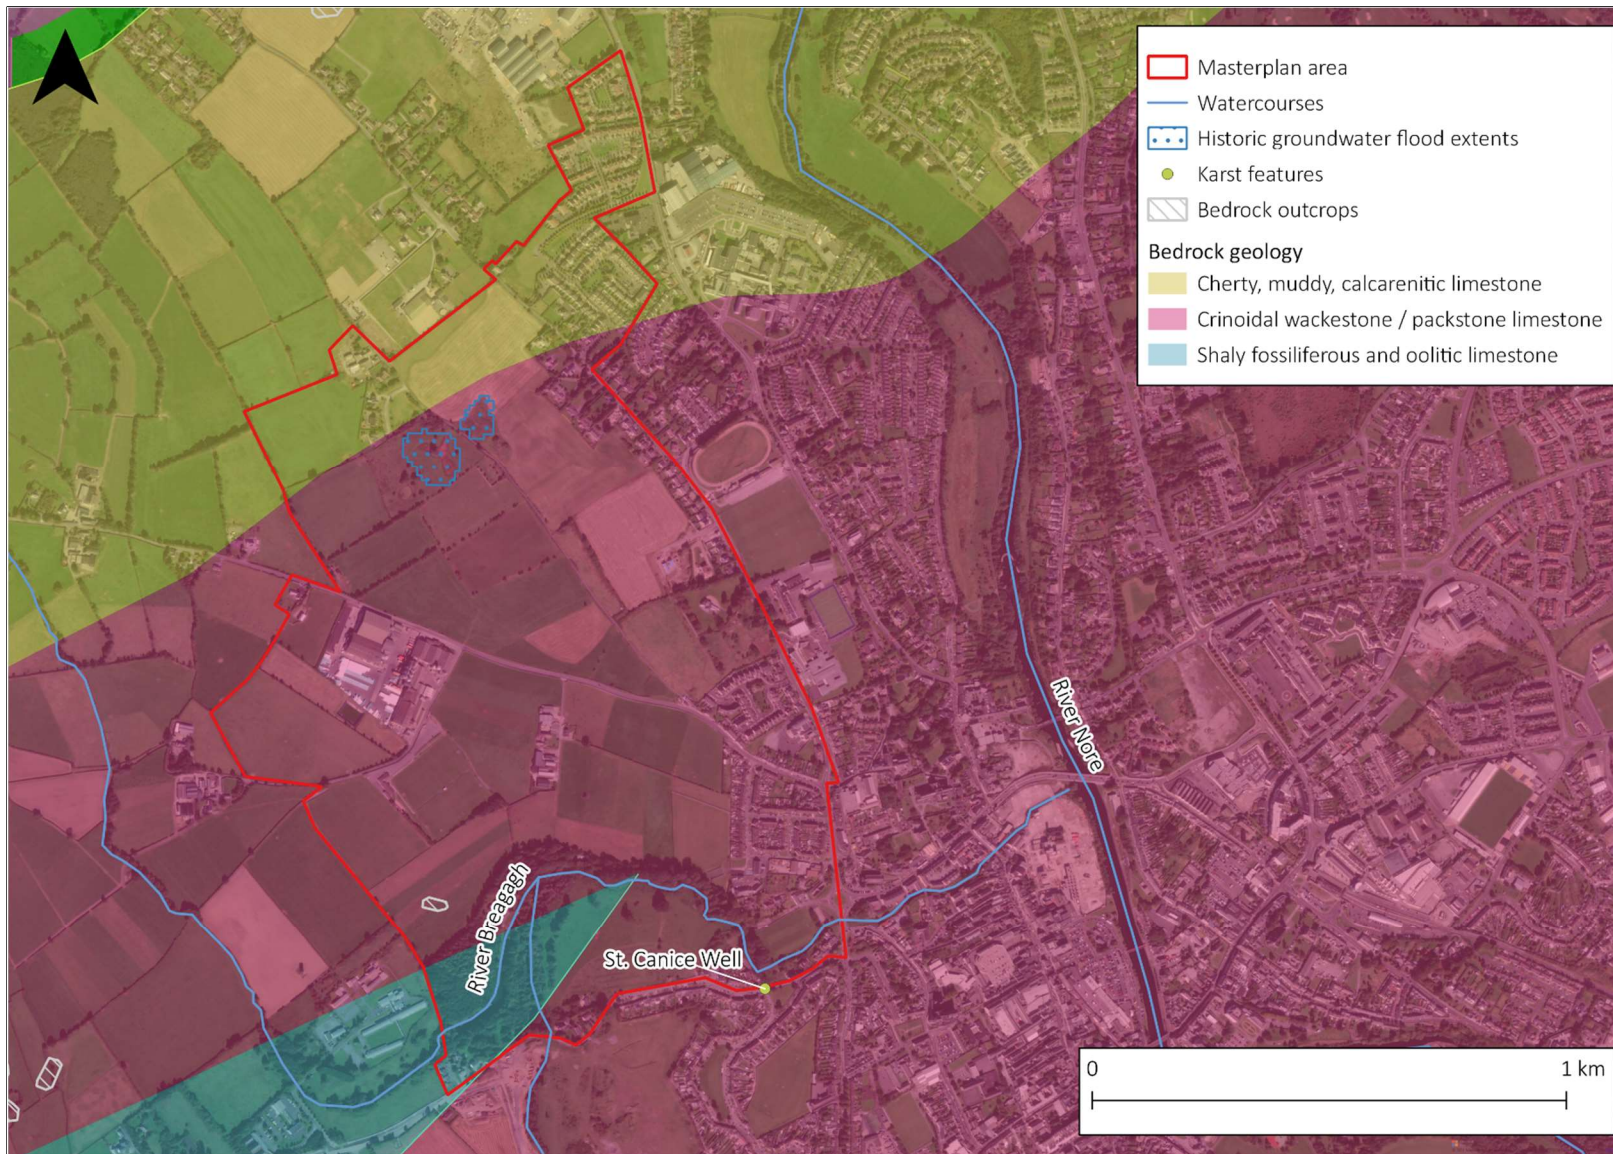 Masterplan area
Watercourses
Historic groundwater flood extents
Karst features
Bedrock outcrops
Bedrock geology
Cherty, muddy, calcarenitic limestone
Crinoidal wackestone / packstone limestone
Shaly fossiliferous and oolitic limestone
River Nore
River Breagagh
St. Canice Well
0 1 km